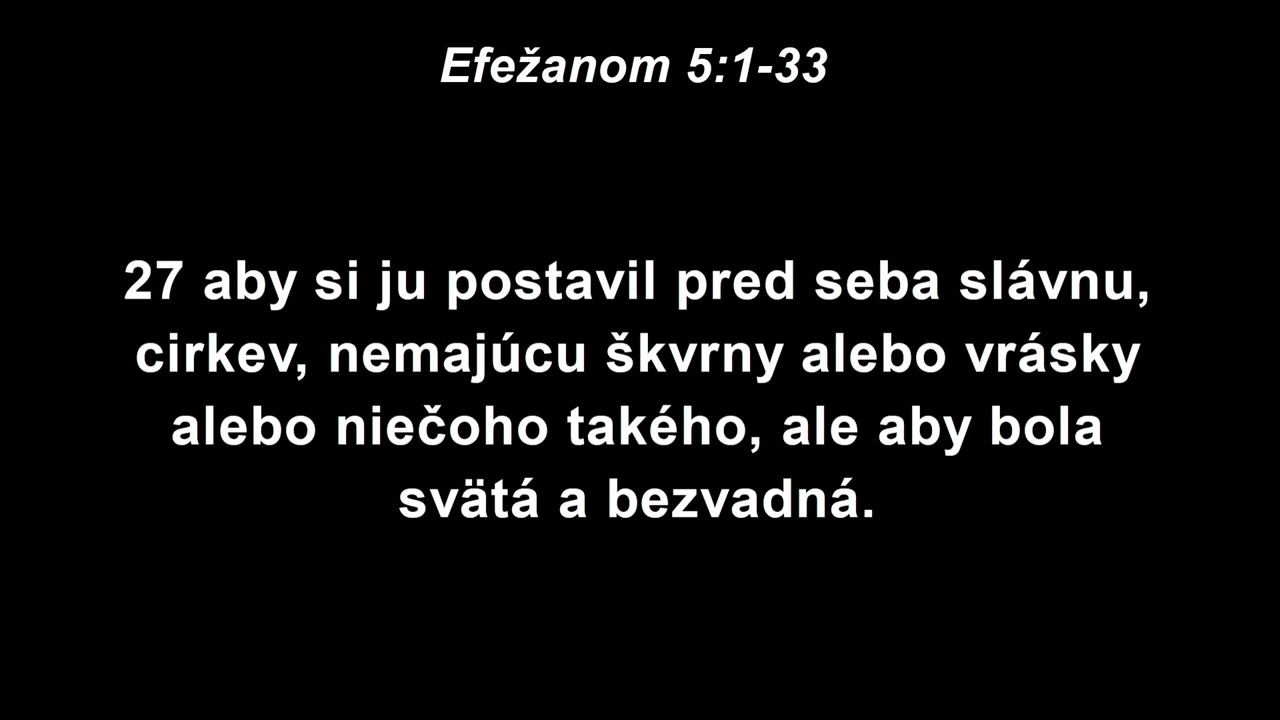 Efežanom 5:1-33
27 aby si ju postavil pred seba slávnu,
cirkev, nemajúcu škvrny alebo vrásky
alebo niečoho takého, ale aby bola
svätá a bezvadná.